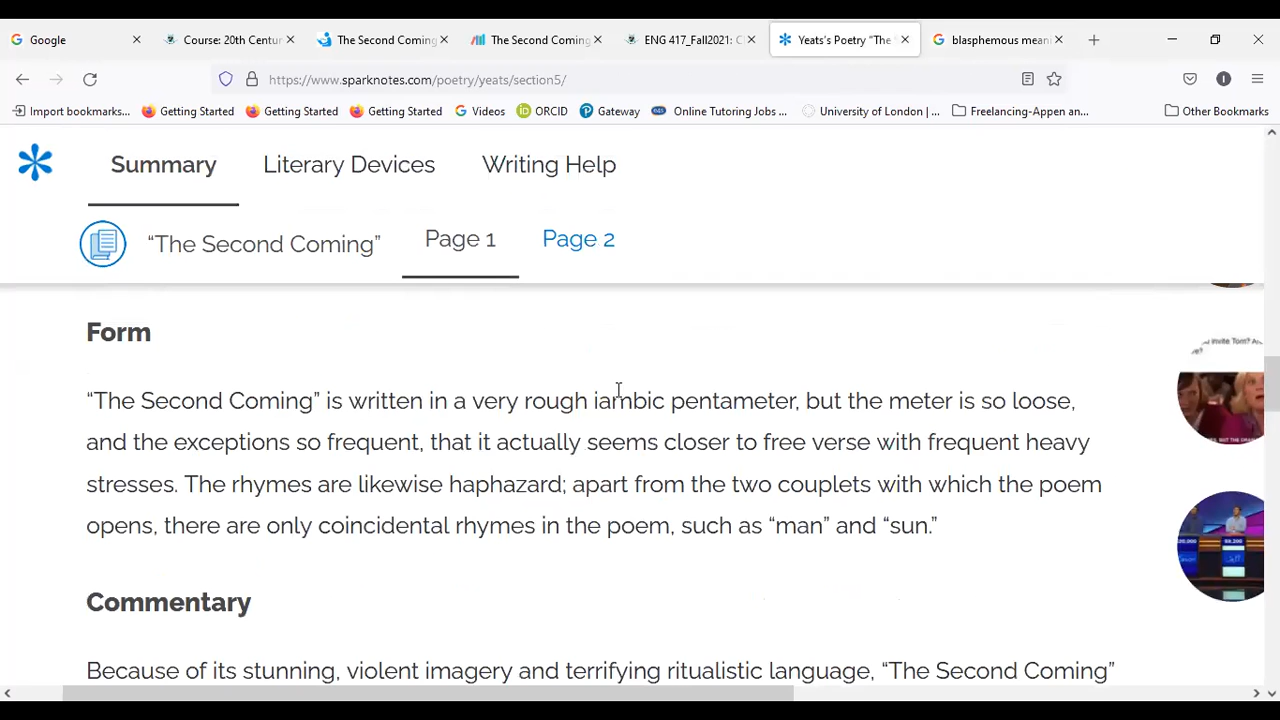 Google
Course: 20th Centur
The Second Coming
The Second Coming
ENG 417_Fall2021: C
Yeats's Poetry "The
blasphemous meani
https://www.sparknotes.com/poetry/yeats/section5/
Import bookmarks...
Getting Started
Getting Started
Getting Started
Videos
ORCID
Gateway
Online Tutoring Jobs ...
University of London | ...
Freelancing-Appen an...
Other Bookmarks
Summary
Literary Devices
Writing Help
“The Second Coming”
Page 1
Page 2
Form
“The Second Coming” is written in a very rough iambic pentameter, but the meter is so loose,
and the exceptions so frequent, that it actually seems closer to free verse with frequent heavy
stresses. The rhymes are likewise haphazard; apart from the two couplets with which the poem
opens, there are only coincidental rhymes in the poem, such as “man” and “sun.”
Commentary
Because of its stunning, violent imagery and terrifying ritualistic language, “The Second Coming”
invite Tom?